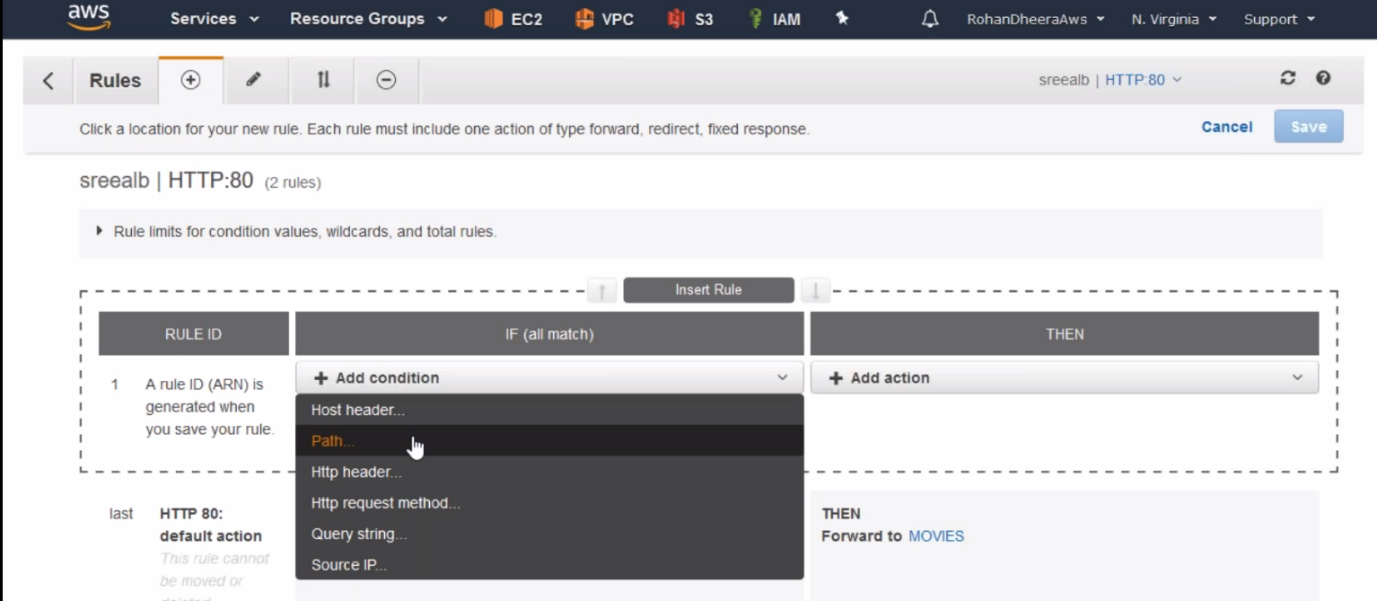 aws Services Resource Groups EC2 VPC S3 IAM RohanDheeraAws N. Virginia Support
Rules sreealb | HTTP:80
Click a location for your new rule. Each rule must include one action of type forward, redirect, fixed response. Cancel Save
sreealb | HTTP:80 (2 rules)
Rule limits for condition values, wildcards, and total rules.
Insert Rule
RULE ID IF (all match) THEN
1 A rule ID (ARN) is
generated when
you save your rule.
+ Add condition
+ Add action
Host header...
Path...
Http header...
Http request method...
Query string...
Source IP...
last HTTP 80:
default action
This rule cannot
be moved or
deleted
THEN
Forward to MOVIES